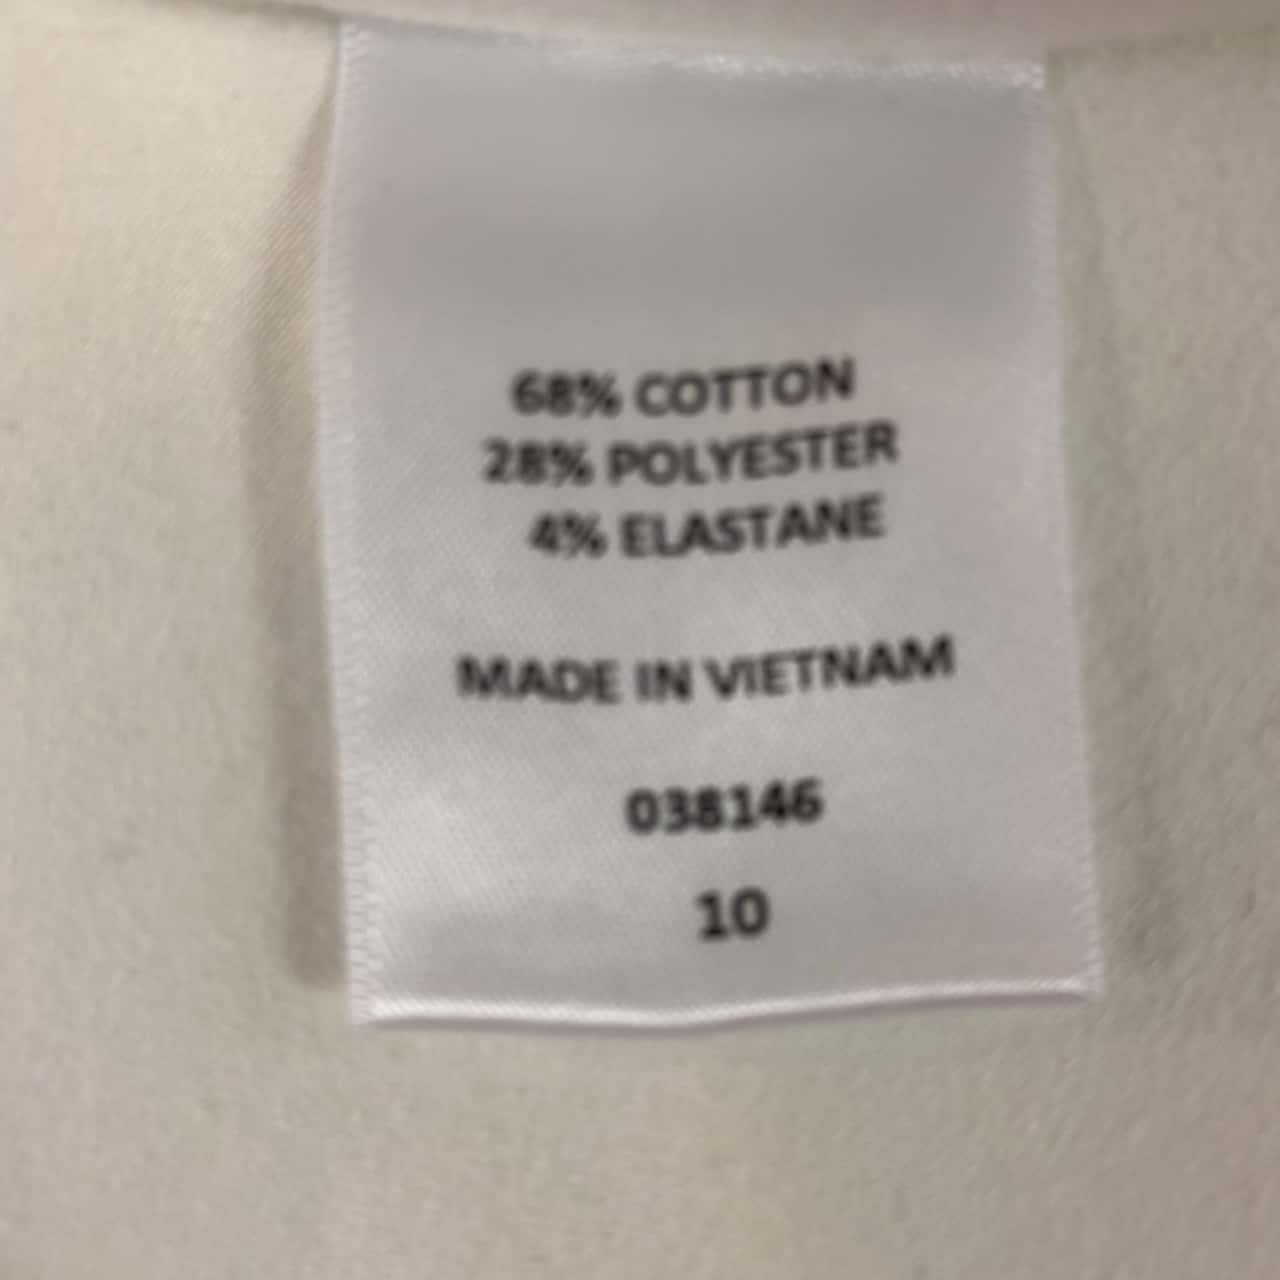 68% COTTON
28% POLYESTER
4% ELASTANE
MADE IN VIETNAM
038146
10